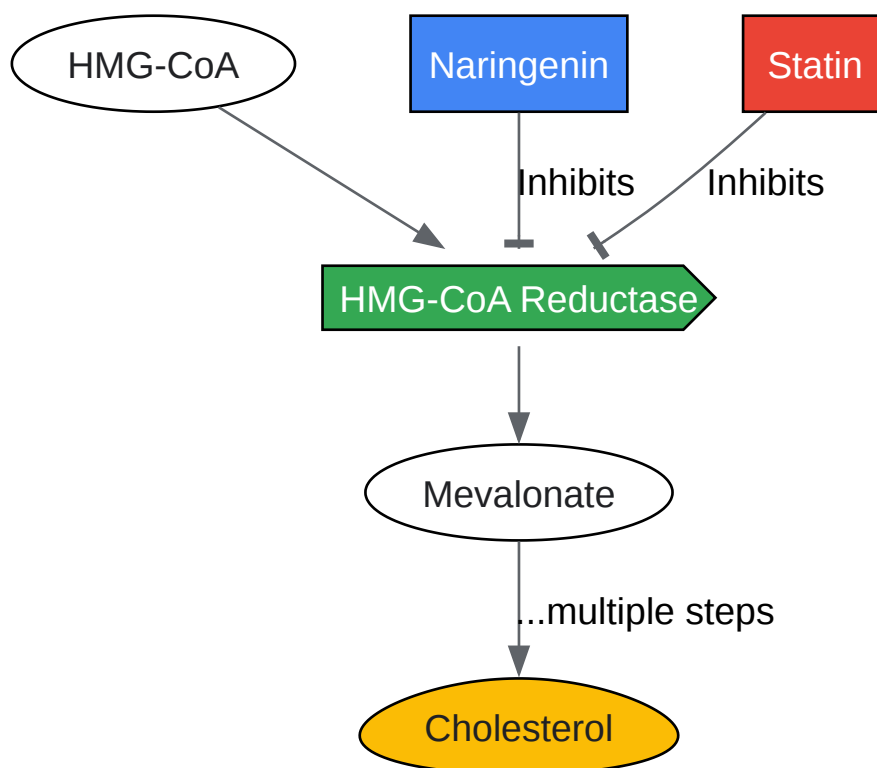 HMG-CoA
Naringenin
Statin
Inhibits
Inhibits
HMG-CoA Reductase
Mevalonate
...multiple steps
Cholesterol